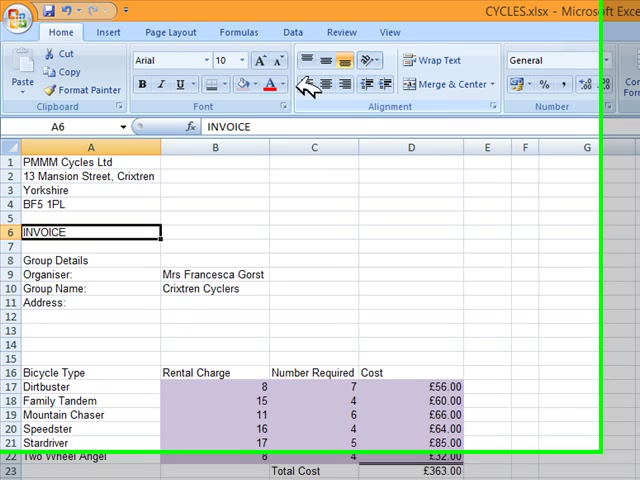 CYCLES.xlsx - Microsoft Exce
Home Insert Page Layout Formulas Data Review View
Paste
Cut
Copy
Format Painter
Clipboard
Arial 10 A A
B I U A
Font
Wrap Text
Merge & Center
Alignment
General
% ,
Number
Con
Form
A6 fx INVOICE
A B C D E F G
1 PMMM Cycles Ltd
2 13 Mansion Street, Crixtren
3 Yorkshire
4 BF5 1PL
5
6 INVOICE
7
8 Group Details
9 Organiser: Mrs Francesca Gorst
10 Group Name: Crixtren Cyclers
11 Address:
12
13
14
15
16 Bicycle Type Rental Charge Number Required Cost
17 Dirtbuster 8 7 £56.00
18 Family Tandem 15 4 £60.00
19 Mountain Chaser 11 6 £66.00
20 Speedster 16 4 £64.00
21 Stardriver 17 5 £85.00
22 Two Wheel Angel 8 4 £32.00
23 Total Cost £363.00